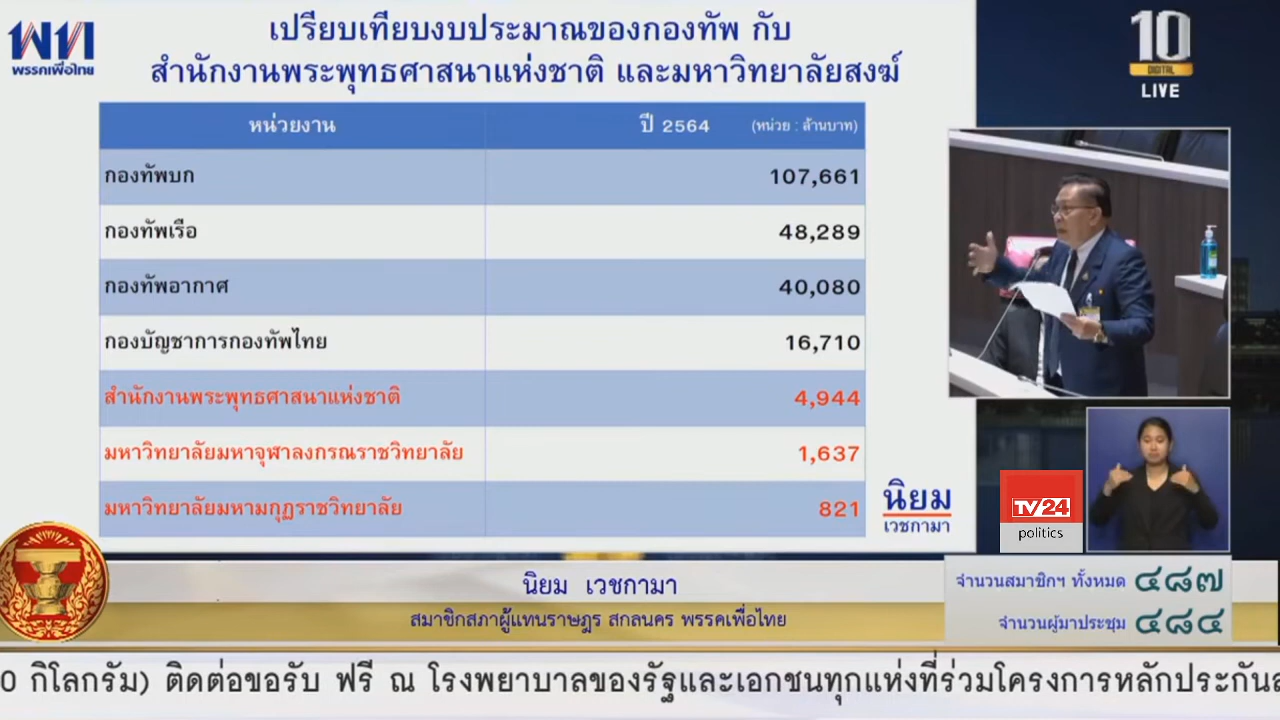 พท
พรรคเพื่อไทย
เปรียบเทียบงบประมาณของกองทัพ กับ
สำนักงานพระพุทธศาสนาแห่งชาติ และมหาวิทยาลัยสงฆ์
10
DIGITAL
LIVE
หน่วยงาน ปี 2564 (หน่วย : ล้านบาท)
กองทัพบก 107,661
กองทัพเรือ 48,289
กองทัพอากาศ 40,080
กองบัญชาการกองทัพไทย 16,710
สำนักงานพระพุทธศาสนาแห่งชาติ 4,944
มหาวิทยาลัยมหาจุฬาลงกรณราชวิทยาลัย 1,637
มหาวิทยาลัยมหามกุฏราชวิทยาลัย 821
นิยม
เวชกามา
TV24
politics
นิยม เวชกามา
สมาชิกสภาผู้แทนราษฎร สกลนคร พรรคเพื่อไทย
จำนวนสมาชิกฯ ทั้งหมด ๔๘๗
จำนวนผู้มาประชุม ๔๘๔
0 กิโลกรัม) ติดต่อขอรับ ฟรี ณ โรงพยาบาลของรัฐและเอกชนทุกแห่งที่ร่วมโครงการหลักประกันส